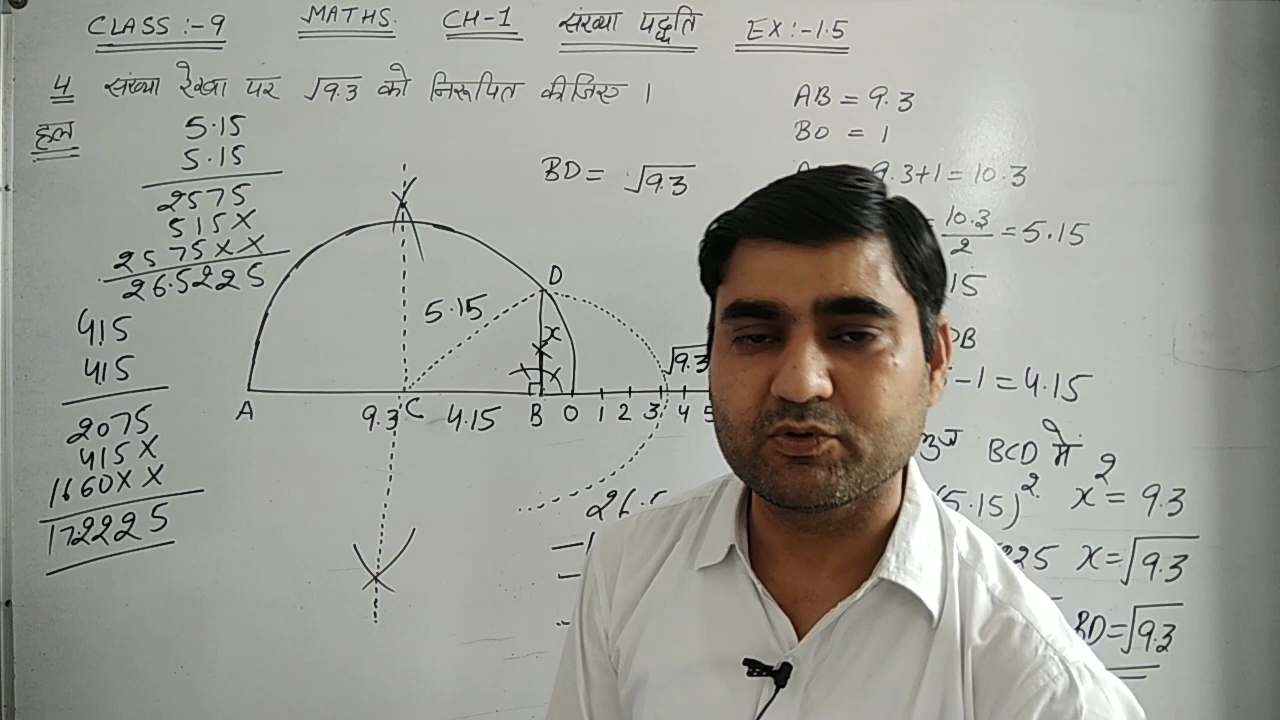 CLASS :- 9 MATHS. CH-1 संख्या पद्धति EX:-1.5
4 संख्या रेखा पर √9.3 को निरूपित कीजिए ।
हल
5.15
5.15
2575
515X
2575XX
26.5225
415
415
2075
415X
1660XX
172225
BD = √9.3
D
5.15
x
√9.3
A 9.3 C 4.15 B 0 1 2 3 4 5
26.5
AB = 9.3
BO = 1
9.3+1 = 10.3
= 10.3/2 = 5.15
15
OB
-1 = 4.15
BCD में
(5.15)² x² = 9.3
225 x = √9.3
BD = √9.3